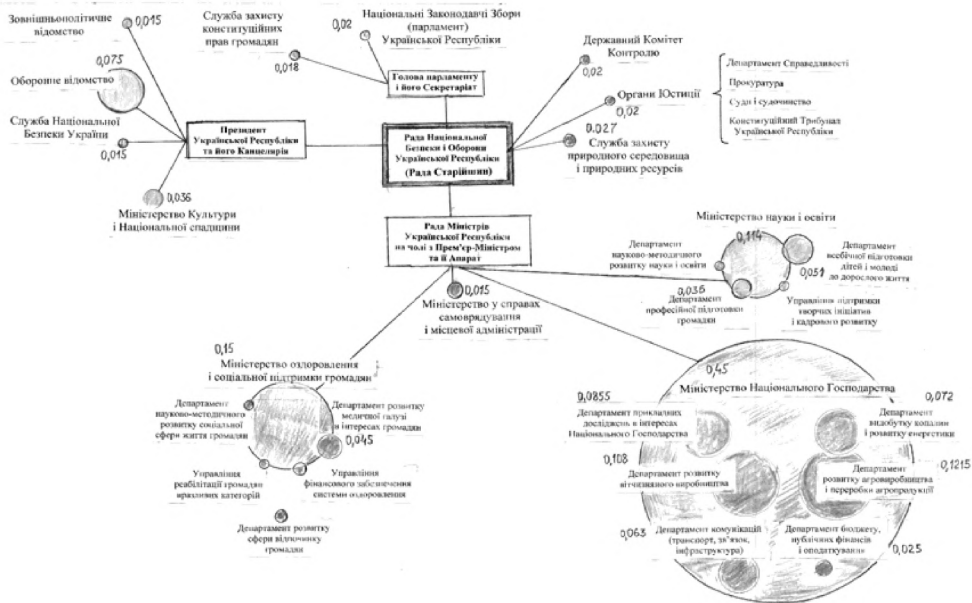 Зовнішньополітичне
відомство
0,015
0,075
Оборонне відомство
Служба Національної
Безпеки України
0,015
0,036
Міністерство Культури
і Національної спадщини
Президент
Української Республіки
та його Канцелярія
Служба захисту
конституційних
прав громадян
0,018
0,02
Національні Законодавчі Збори
(парламент)
Української Республіки
Голова парламенту
і його Секретаріат
Рада Національної
Безпеки і Оборони
Української Республіки
(Рада Старійшин)
Державний Комітет
Контролю
0,02
Органи Юстиції
0,02
0.027
Служба захисту
природного середовища
і природних ресурсів
Департамент Справедливості
Прокуратура
Суди і судочинство
Конституційний Трибунал
Української Республіки
Рада Міністрів
Української Республіки
на чолі з Прем'єр-Міністром
та її Апарат
0,015
Міністерство у справах
самоврядування
і місцевої адміністрації
Міністерство науки і освіти
0,114
Департамент
науково-методичного
розвитку науки і освіти
Департамент
всебічної підготовки
дітей і молоді
до дорослого життя
0,051
0,036
Департамент
професійної підготовки
громадян
Управління підтримки
творчих ініціатив
і кадрового розвитку
0,15
Міністерство оздоровлення
і соціальної підтримки громадян
Департамент
науково-методичного
розвитку соціальної
сфери життя громадян
Департамент розвитку
медичної галузі
в інтересах громадян
0,045
Управління
реабілітації громадян
вразливих категорій
Управління
фінансового забезпечення
системи оздоровлення
Департамент розвитку
сфери відпочинку
громадян
0,45
Міністерство Національного Господарства
0,0855
Департамент прикладних
досліджень в інтересах
Національного Господарства
0,072
Департамент
видобутку копалин
і розвитку енергетики
0,108
Департамент розвитку
вітчизняного виробництва
0,1215
Департамент
розвитку агровиробництва
і переробки агропродукції
0,063
Департамент комунікацій
(транспорт, зв'язок,
інфраструктура)
Департамент бюджету,
публічних фінансів
і оподаткування
0,025